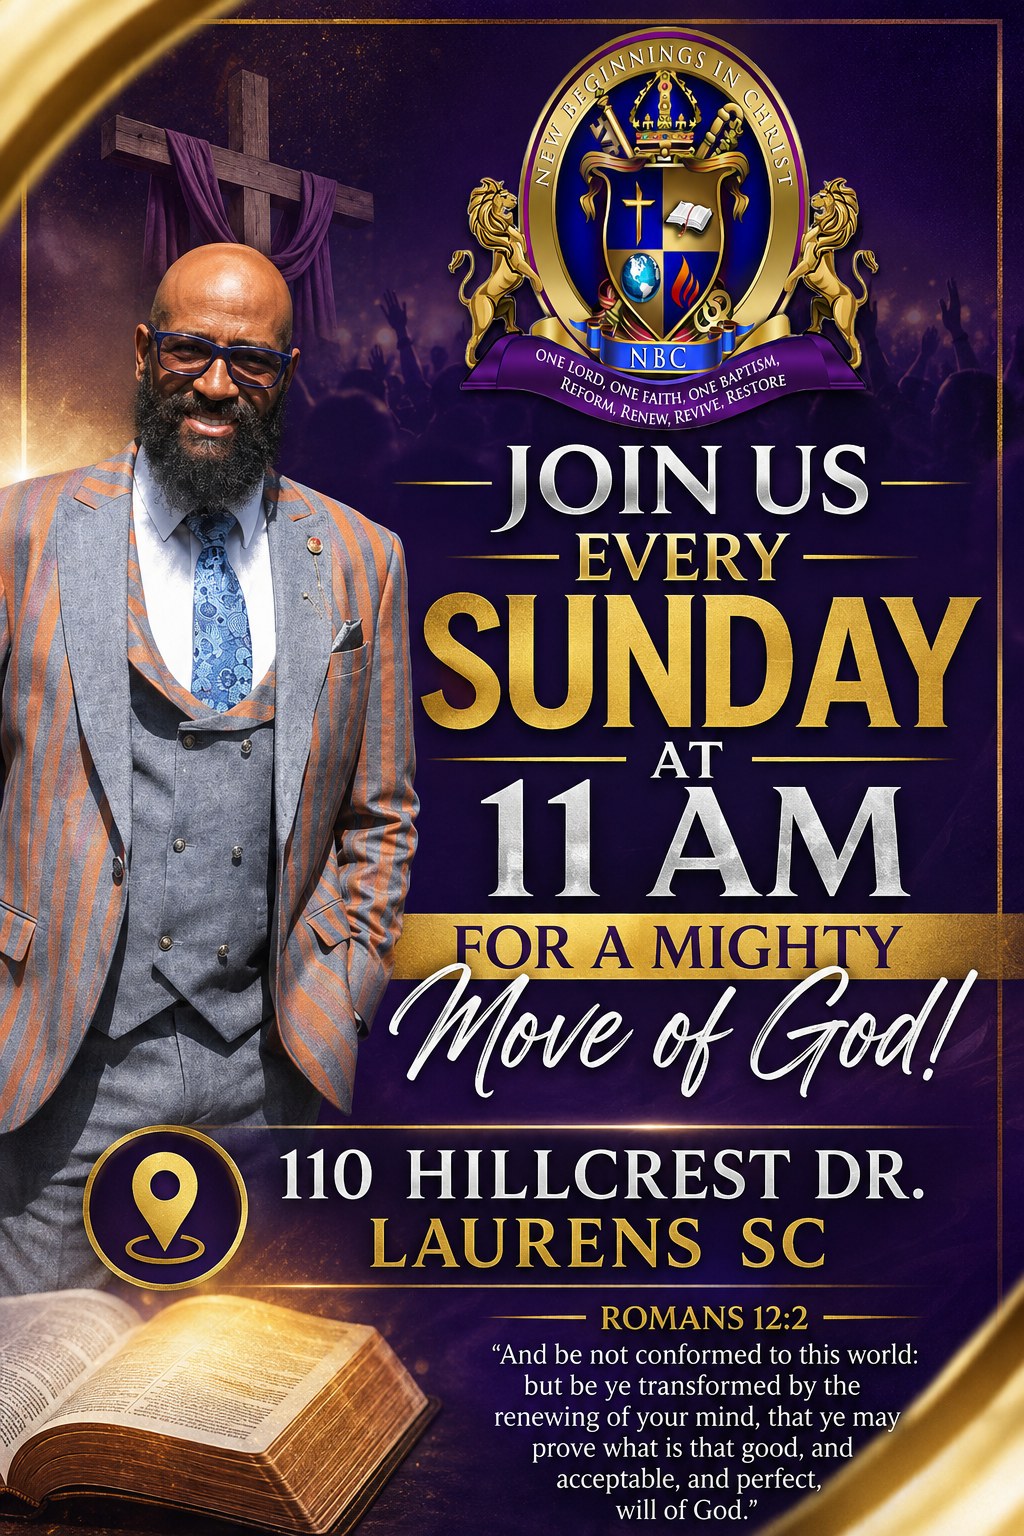 NEW BEGINNINGS IN CHRIST
NBC
ONE LORD, ONE FAITH, ONE BAPTISM,
REFORM, RENEW, REVIVE, RESTORE
JOIN US
EVERY
SUNDAY
AT
11 AM
FOR A MIGHTY
Move of God!
110 HILLCREST DR.
LAURENS SC
ROMANS 12:2
“And be not conformed to this world:
but be ye transformed by the
renewing of your mind, that ye may
prove what is that good, and
acceptable, and perfect,
will of God.”